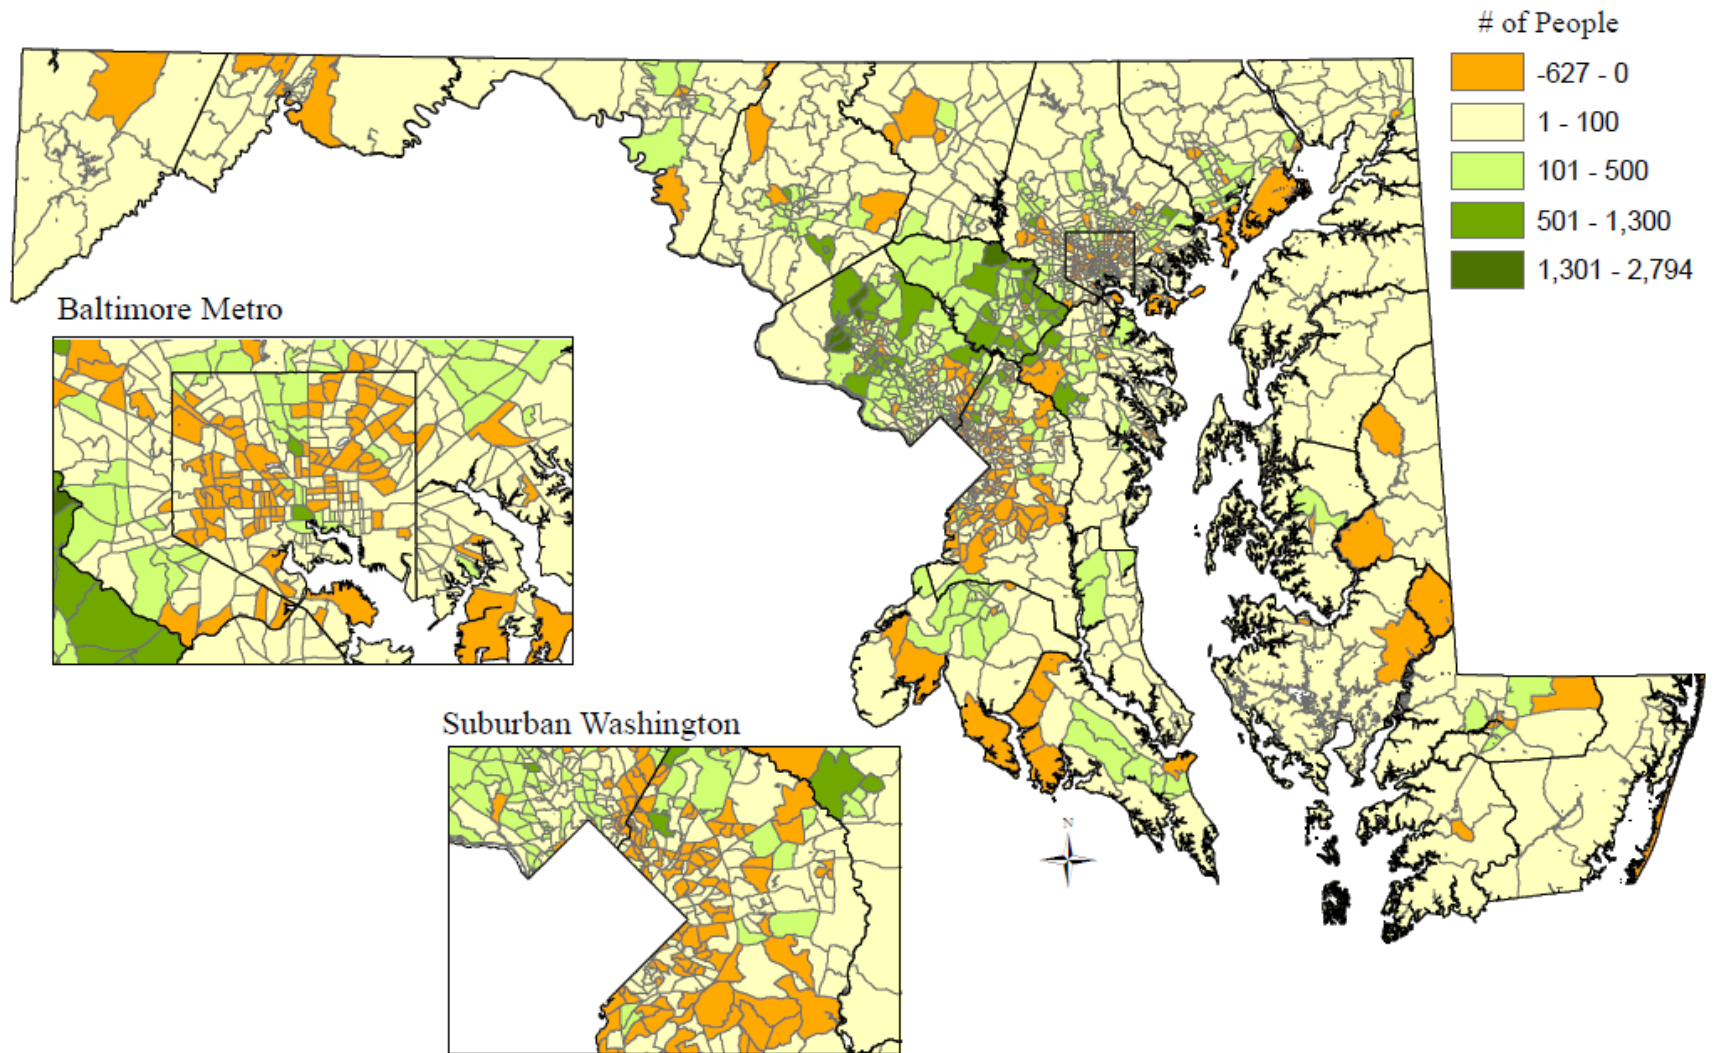 # of People
-627 - 0
1 - 100
101 - 500
501 - 1,300
1,301 - 2,794
Baltimore Metro
Suburban Washington
N